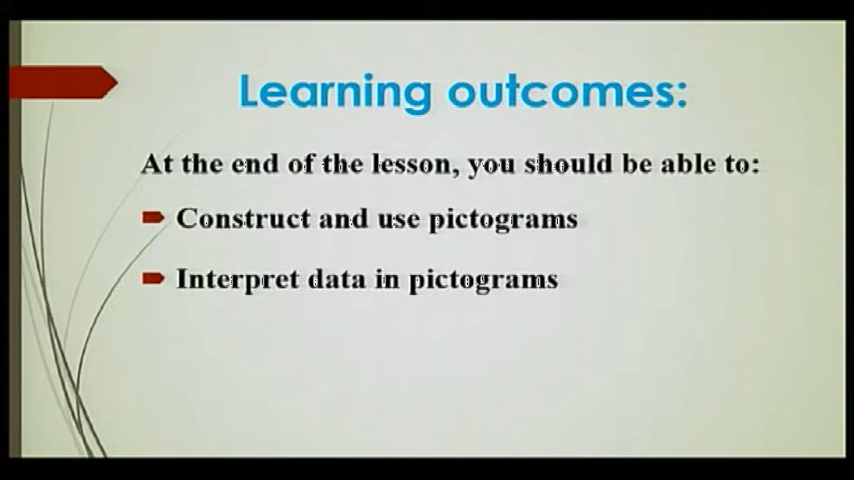 Learning outcomes:
At the end of the lesson, you should be able to:
Construct and use pictograms
Interpret data in pictograms